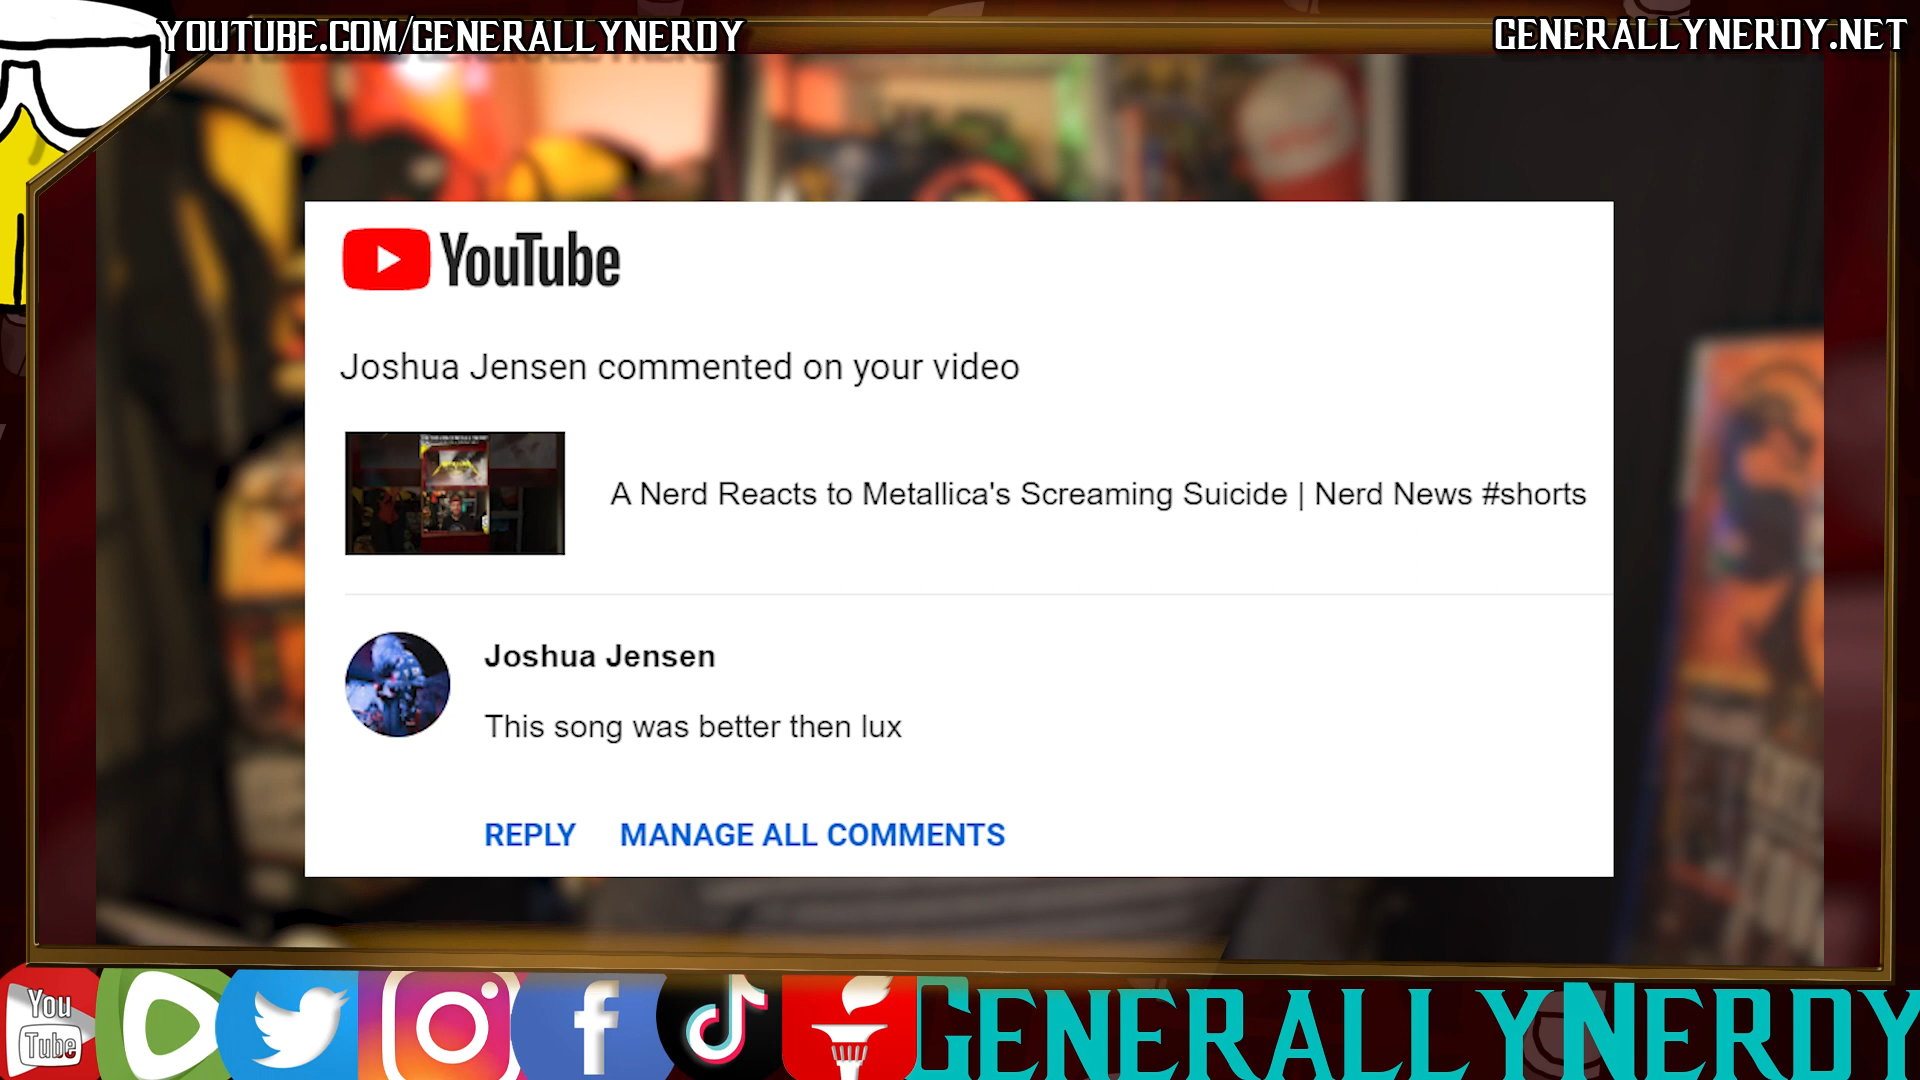 YOUTUBE.COM/GENERALLYNERDY
GENERALLYNERDY.NET
YouTube
Joshua Jensen commented on your video
A Nerd Reacts to Metallica's Screaming Suicide | Nerd News #shorts
Joshua Jensen
This song was better then lux
REPLY MANAGE ALL COMMENTS
You
Tube
GENERALLYNERDY